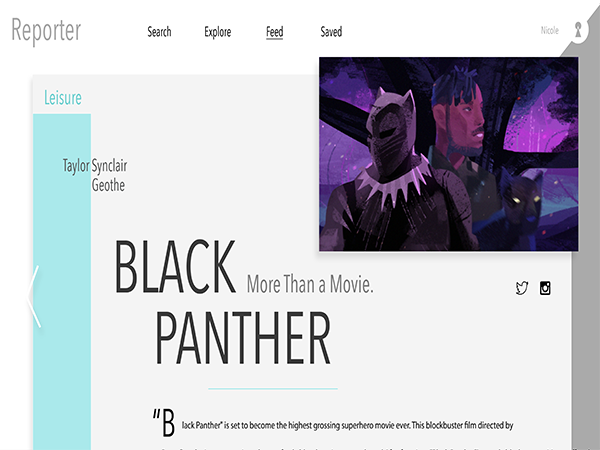 Reporter
Search Explore Feed Saved
Nicole
Leisure
Taylor Synclair
Geothe
BLACK More Than a Movie.
PANTHER
"Black Panther" is set to become the highest grossing superhero movie ever. This blockbuster film directed by